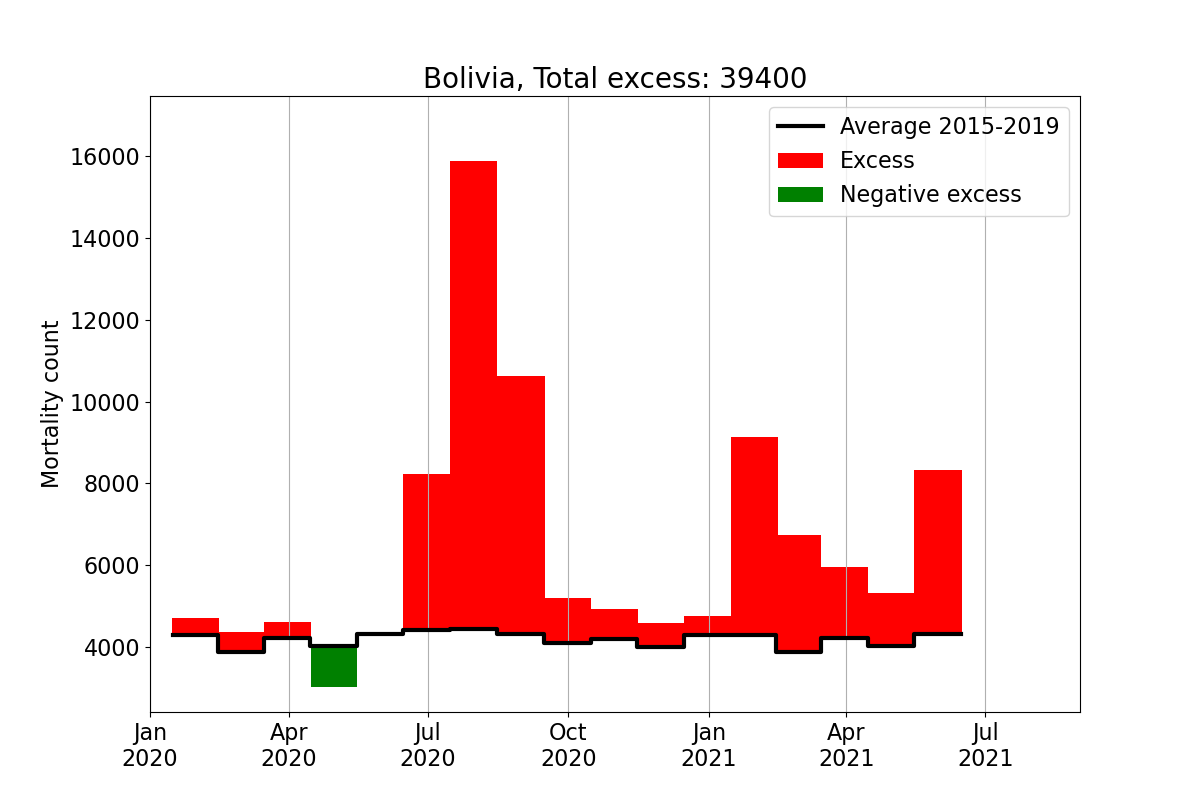 Bolivia, Total excess: 39400
Average 2015-2019
Excess
Negative excess
Mortality count
16000
14000
12000
10000
8000
6000
4000
Jan
2020
Apr
2020
Jul
2020
Oct
2020
Jan
2021
Apr
2021
Jul
2021